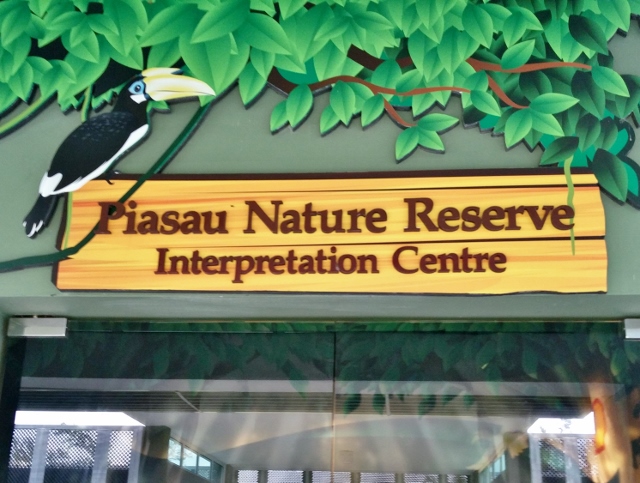 Piasau Nature Reserve
Interpretation Centre